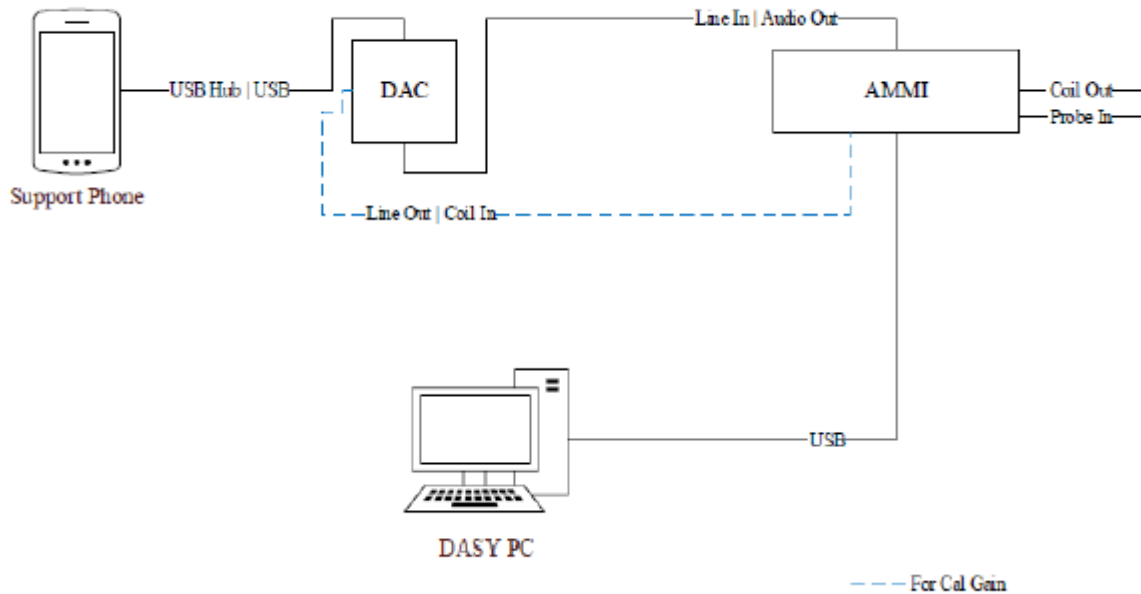 Line In | Audio Out
USB Hub | USB
DAC
AMMI
Coil Out
Probe In
Support Phone
Line Out | Coil In
USB
DASY PC
For Cal Gain